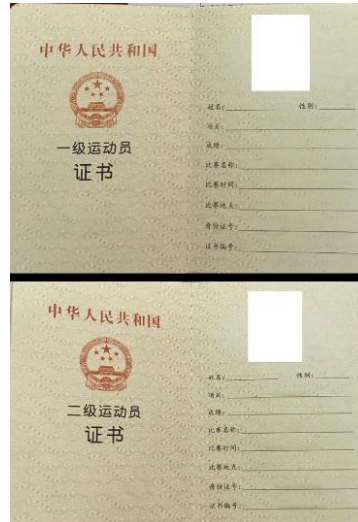 中华人民共和国
一级运动员
证书
姓名: 性别:
项目:
成绩:
比赛名称:
比赛时间:
比赛地点:
身份证号:
证书编号:
中华人民共和国
二级运动员
证书
姓名: 性别:
项目:
成绩:
比赛名称:
比赛时间:
比赛地点:
身份证号:
证书编号: